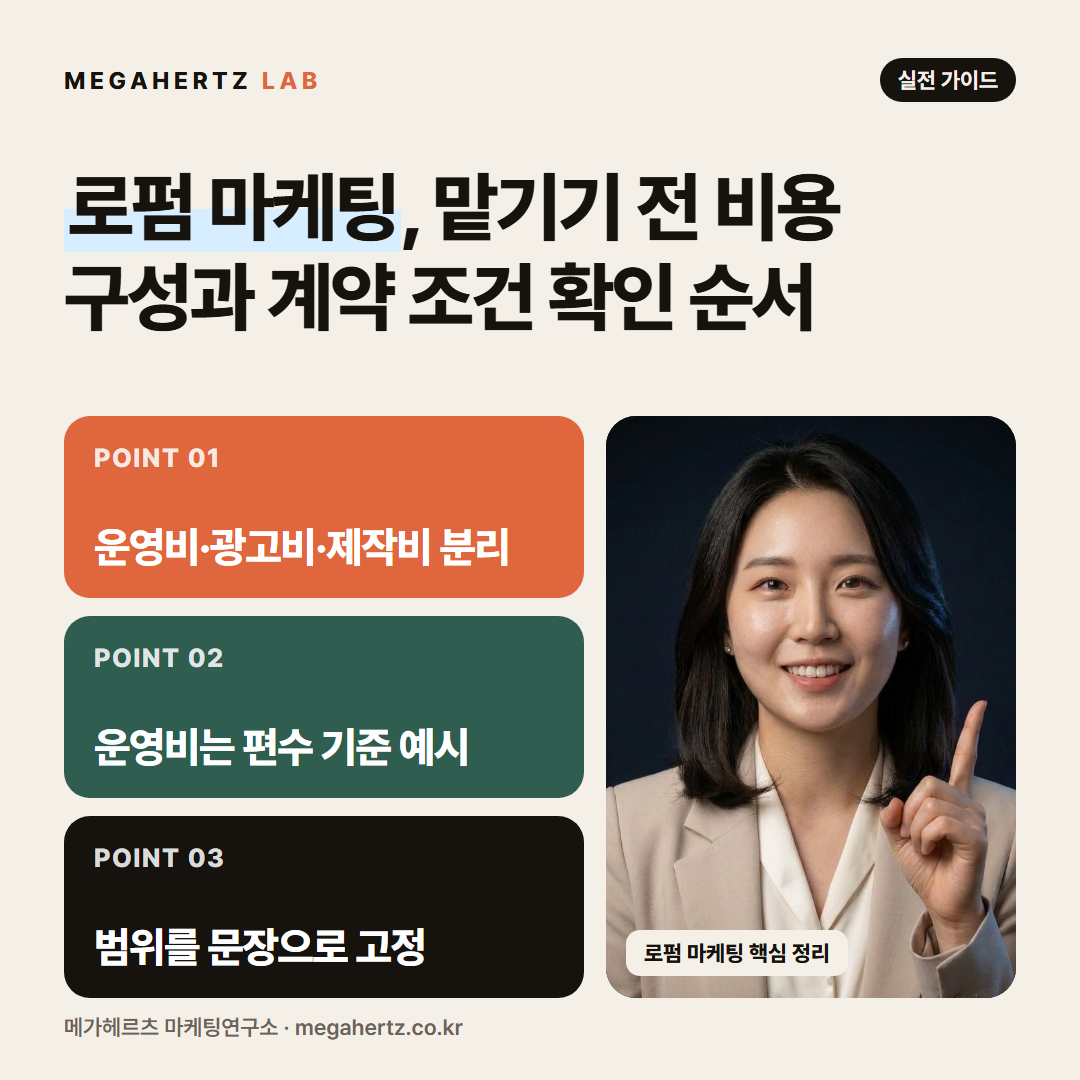 MEGAHERTZ LAB
실전 가이드
로펌 마케팅, 맡기기 전 비용
구성과 계약 조건 확인 순서
POINT 01
운영비·광고비·제작비 분리
POINT 02
운영비는 편수 기준 예시
POINT 03
범위를 문장으로 고정
로펌 마케팅 핵심 정리
메가헤르츠 마케팅연구소 · megahertz.co.kr